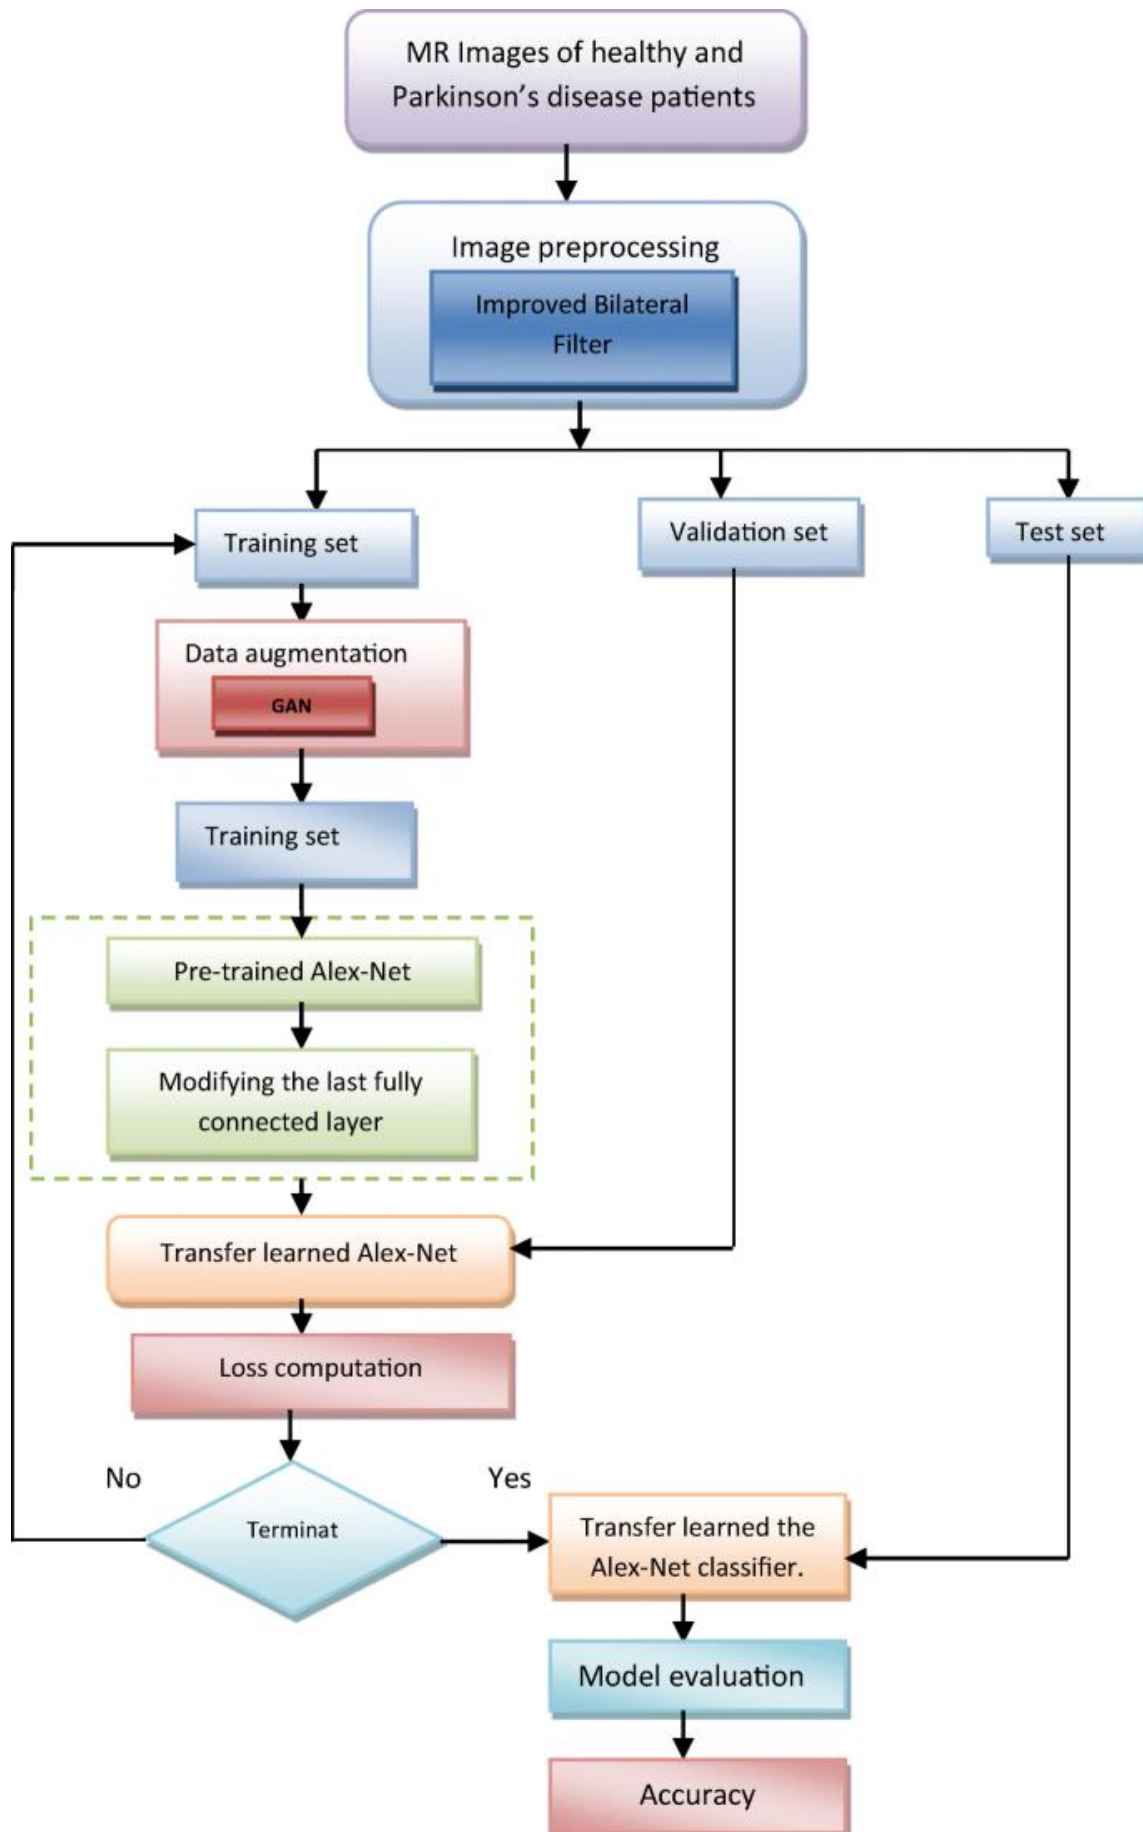 MR Images of healthy and
Parkinson’s disease patients
Image preprocessing
Improved Bilateral
Filter
Training set
Validation set
Test set
Data augmentation
GAN
Training set
Pre-trained Alex-Net
Modifying the last fully
connected layer
Transfer learned Alex-Net
Loss computation
No
Yes
Terminat
Transfer learned the
Alex-Net classifier.
Model evaluation
Accuracy